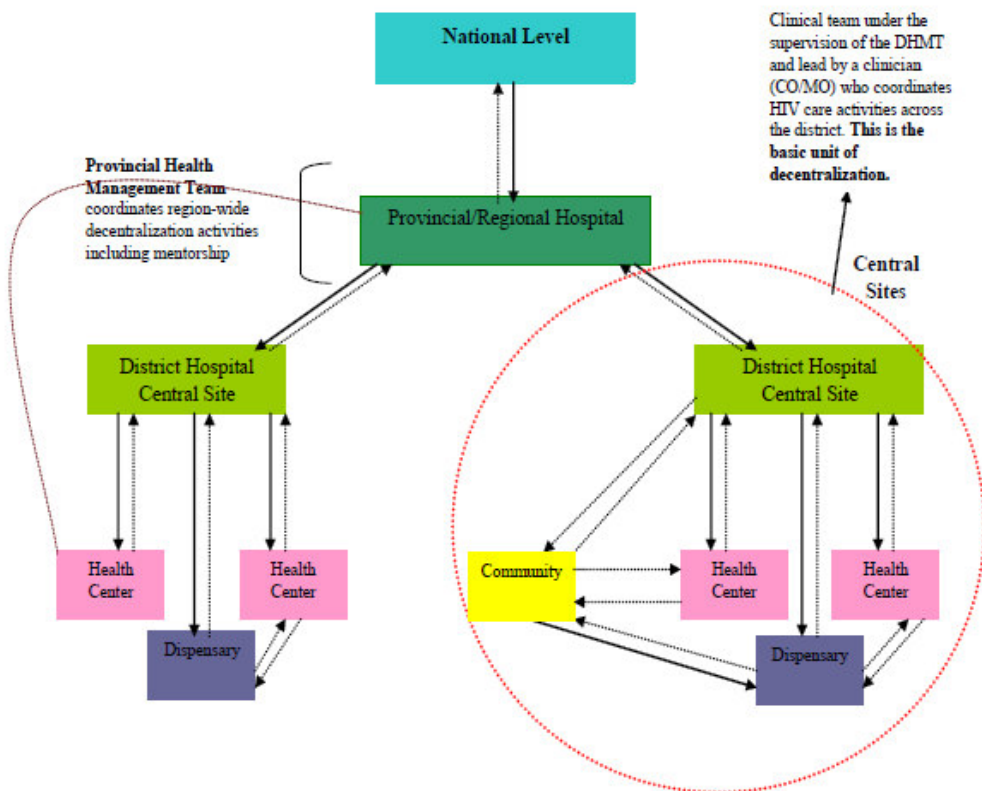 National Level
Clinical team under the
supervision of the DHMT
and lead by a clinician
(CO/MO) who coordinates
HIV care activities across
the district. This is the
basic unit of
decentralization.
Provincial Health
Management Team
coordinates region-wide
decentralization activities
including mentorship
Provincial/Regional Hospital
Central
Sites
District Hospital
Central Site
District Hospital
Central Site
Health
Center
Health
Center
Community
Health
Center
Health
Center
Dispensary
Dispensary